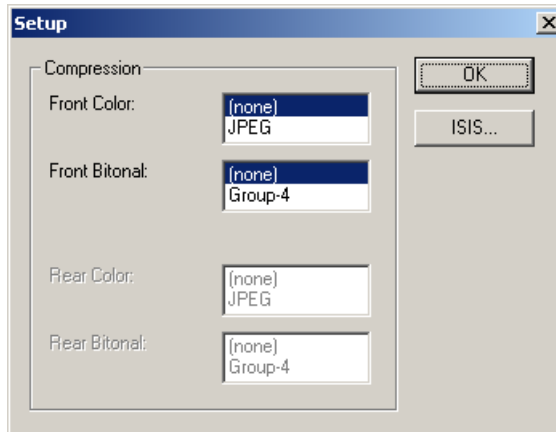 Setup
Compression
OK
Front Color:
(none)
JPEG
ISIS...
Front Bitonal:
(none)
Group-4
Rear Color:
(none)
JPEG
Rear Bitonal:
(none)
Group-4